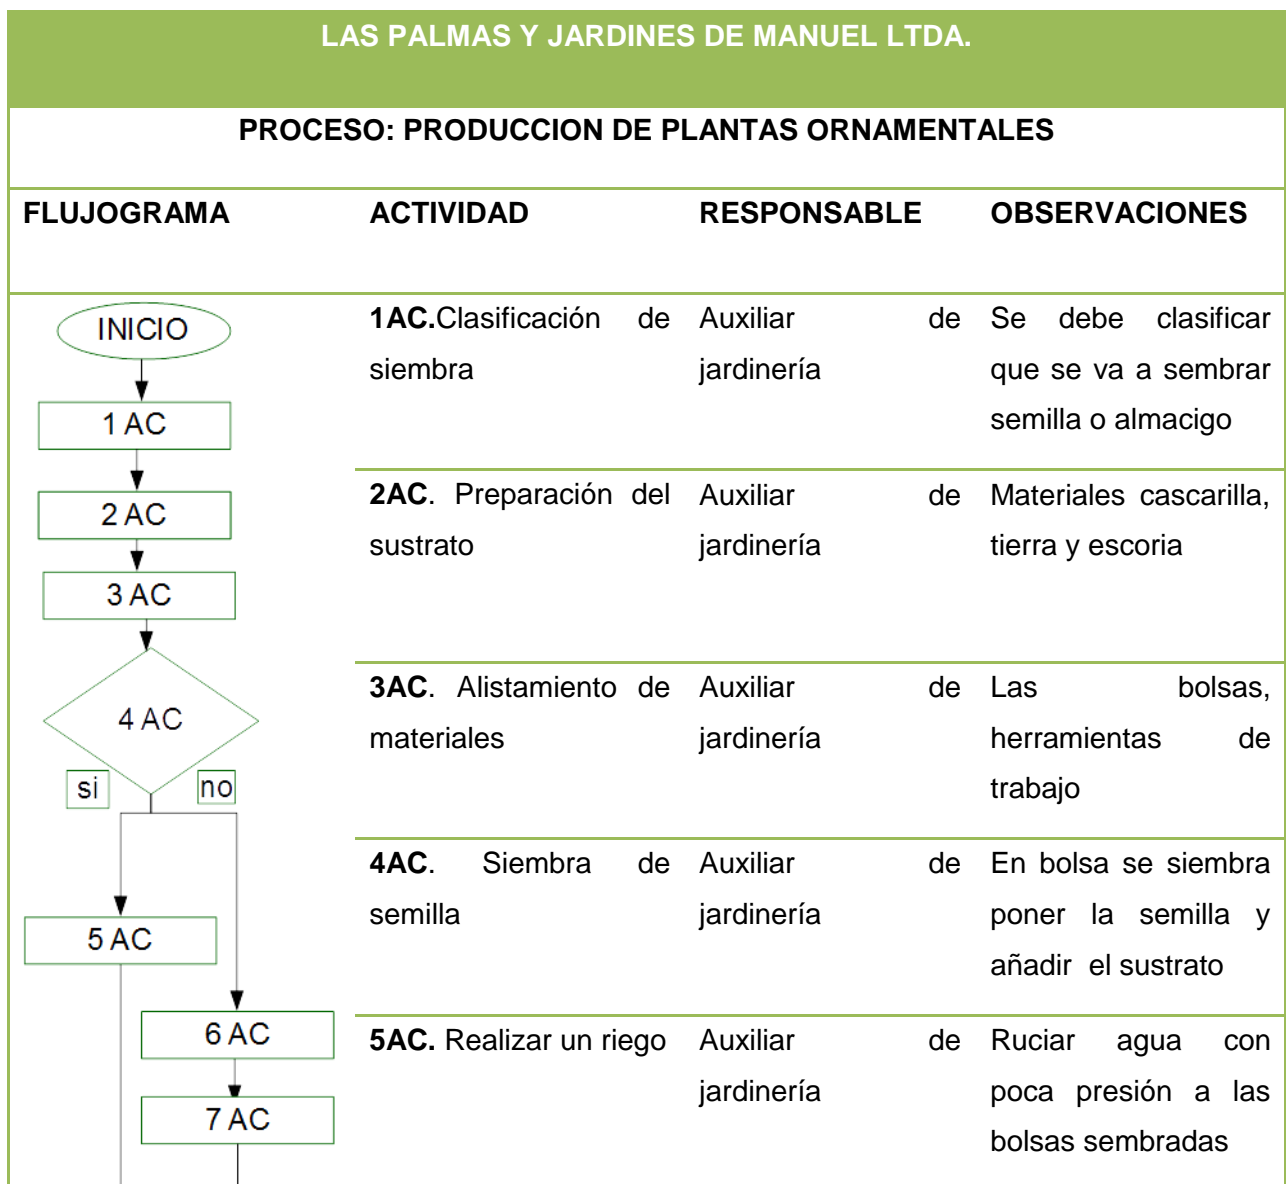 LAS PALMAS Y JARDINES DE MANUEL LTDA.
PROCESO: PRODUCCION DE PLANTAS ORNAMENTALES
FLUJOGRAMA ACTIVIDAD RESPONSABLE OBSERVACIONES
INICIO
1 AC
2 AC
3 AC
4 AC
si no
5 AC
6 AC
7 AC
1AC.Clasificación de
siembra
Auxiliar de
jardinería
Se debe clasificar
que se va a sembrar
semilla o almacigo
2AC. Preparación del
sustrato
Auxiliar de
jardinería
Materiales cascarilla,
tierra y escoria
3AC. Alistamiento de
materiales
Auxiliar de
jardinería
Las bolsas,
herramientas de
trabajo
4AC. Siembra de
semilla
Auxiliar de
jardinería
En bolsa se siembra
poner la semilla y
añadir el sustrato
5AC. Realizar un riego
Auxiliar de
jardinería
Ruciar agua con
poca presión a las
bolsas sembradas